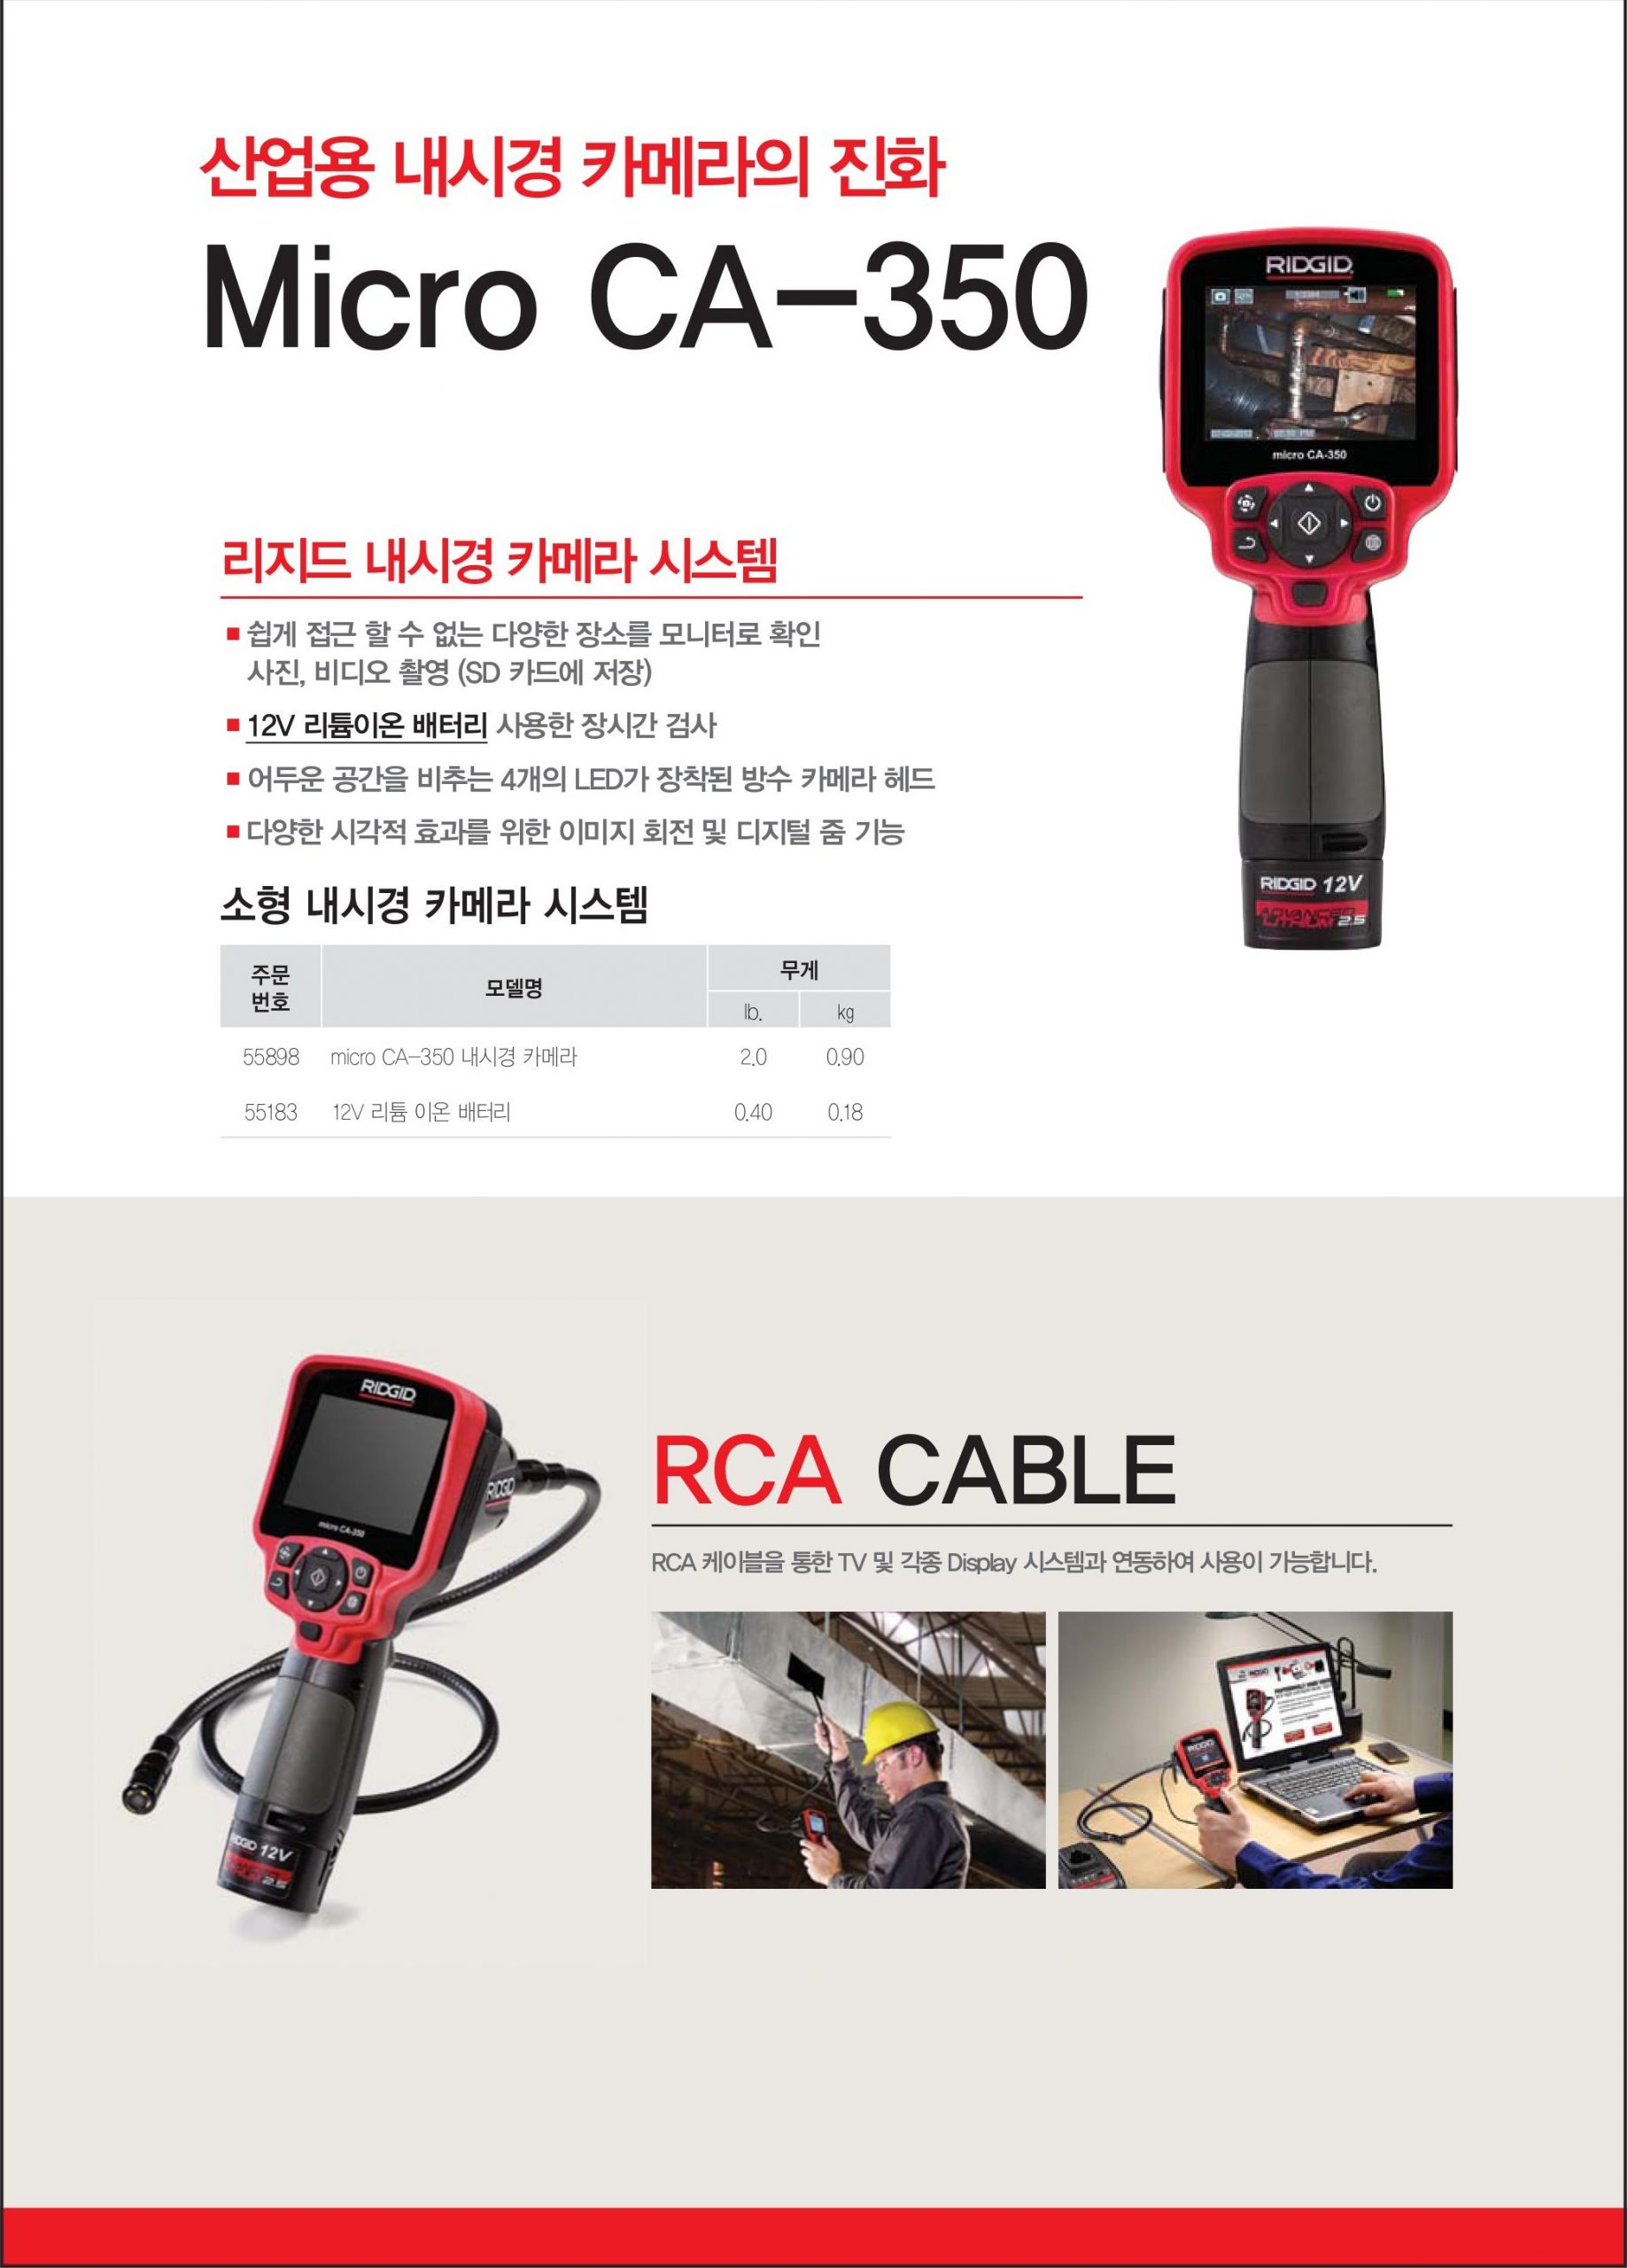 산업용 내시경 카메라의 진화
Micro CA-350
RIDGID
micro CA-350
RIDGID 12V
ADVANCED
LITHIUM 2.5
리지드 내시경 카메라 시스템
■ 쉽게 접근 할 수 없는 다양한 장소를 모니터로 확인
사진, 비디오 촬영 (SD 카드에 저장)
■ 12V 리튬이온 배터리 사용한 장시간 검사
■ 어두운 공간을 비추는 4개의 LED가 장착된 방수 카메라 헤드
■ 다양한 시각적 효과를 위한 이미지 회전 및 디지털 줌 기능
소형 내시경 카메라 시스템
주문 번호 모델명 무게
lb. kg
55898 micro CA-350 내시경 카메라 2.0 0.90
55183 12V 리튬 이온 배터리 0.40 0.18
RIDGID
RIDGID
micro CA-350
RIDGID 12V
2.5
RCA CABLE
RCA 케이블을 통한 TV 및 각종 Display 시스템과 연동하여 사용이 가능합니다.
RIDGID
RIDGID